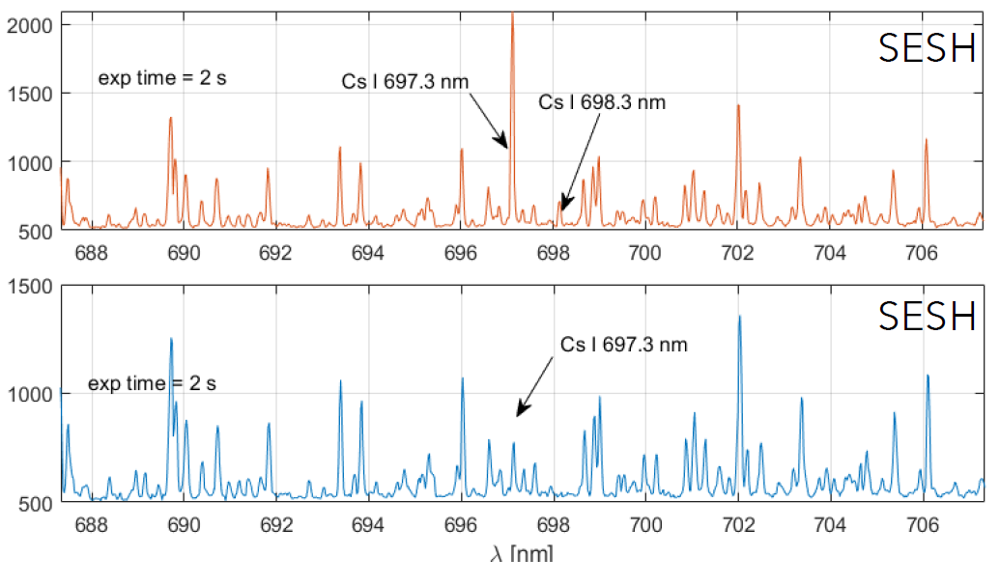 2000
SESH
exp time = 2 s
Cs I 697.3 nm
1500
Cs I 698.3 nm
1000
500
688 690 692 694 696 698 700 702 704 706
1500
SESH
Cs I 697.3 nm
exp time = 2 s
1000
500
688 690 692 694 696 698 700 702 704 706
λ [nm]